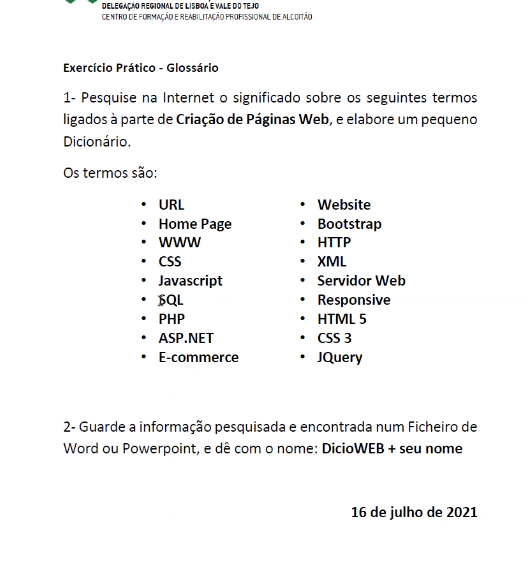 DELEGAÇÃO REGIONAL DE LISBOA E VALE DO TEJO
CENTRO DE FORMAÇÃO E REABILITAÇÃO PROFISSIONAL DE ALCOITÃO
Exercício Prático - Glossário
1- Pesquise na Internet o significado sobre os seguintes termos
ligados à parte de Criação de Páginas Web, e elabore um pequeno
Dicionário.
Os termos são:
• URL
• Home Page
• WWW
• CSS
• Javascript
• SQL
• PHP
• ASP.NET
• E-commerce
• Website
• Bootstrap
• HTTP
• XML
• Servidor Web
• Responsive
• HTML 5
• CSS 3
• JQuery
2- Guarde a informação pesquisada e encontrada num Ficheiro de
Word ou Powerpoint, e dê com o nome: DicioWEB + seu nome
16 de julho de 2021